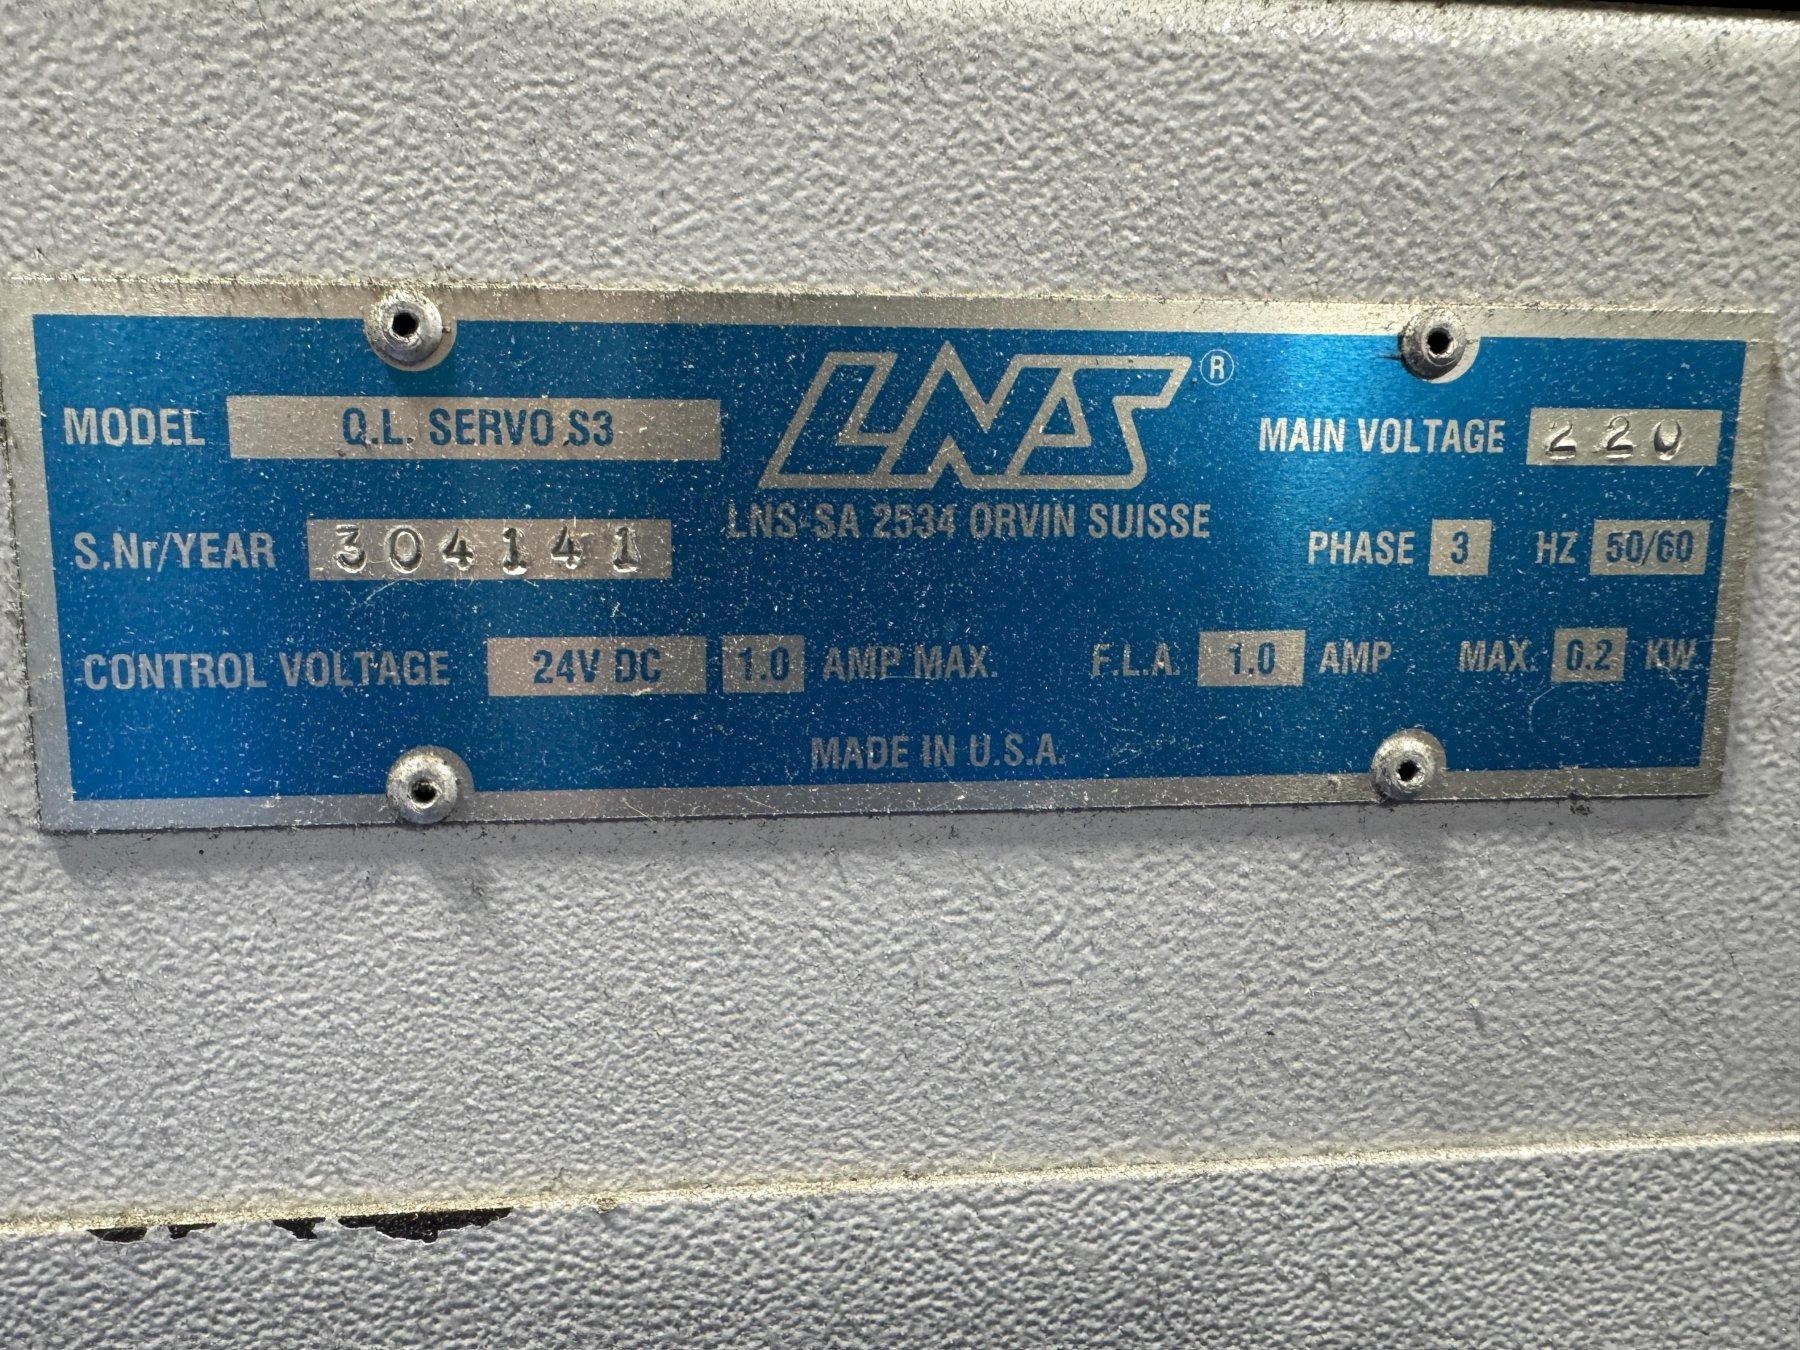 LNS ®
MODEL Q.L. SERVO S3
MAIN VOLTAGE 220
LNS-SA 2534 ORVIN SUISSE
S.Nr/YEAR 304141
PHASE 3 HZ 50/60
CONTROL VOLTAGE 24V DC 1.0 AMP MAX.
F.L.A. 1.0 AMP MAX. 0.2 KW
MADE IN U.S.A.